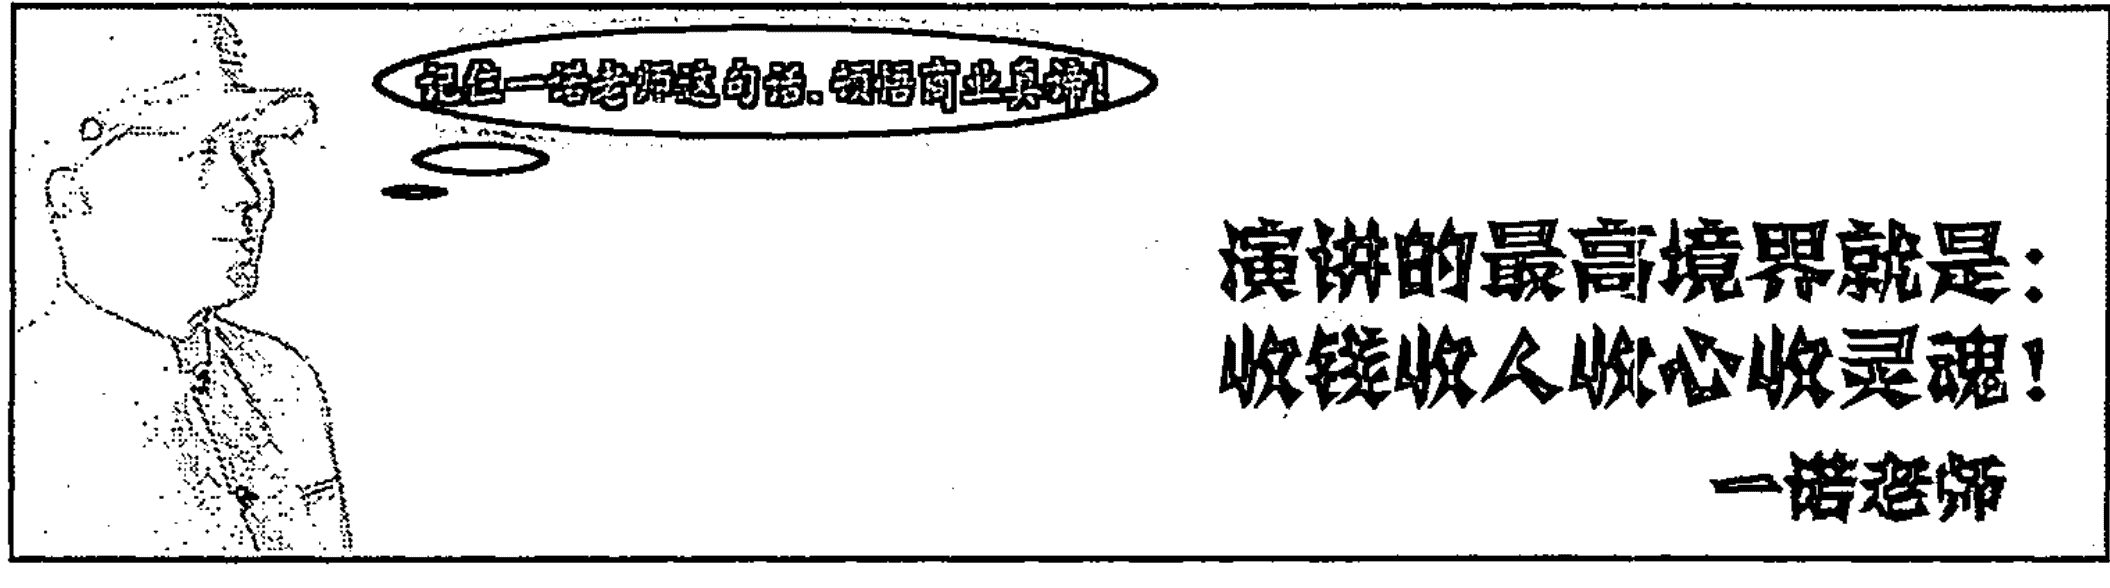 记住一诺老师这句话.顿悟商业真谛!
演讲的最高境界就是:
收钱收人收心收灵魂!
一诺老师